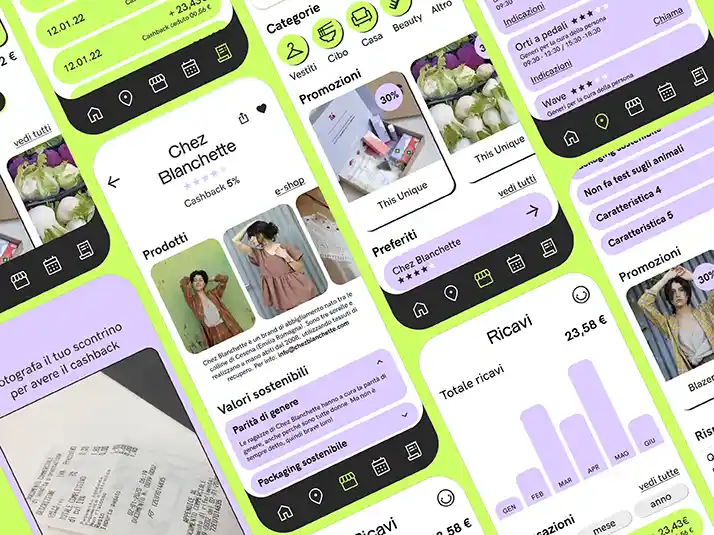 12.01.22
+ 23,43€
Cashback ceduto 00,56 €
12.01.22
vedi tutti
Fotografa il tuo scontrino
per avere il cashback
Chez
Blanchette
Cashback 5%
e-shop
Prodotti
Chez Blanchette è un brand di abbigliamento nato tra le
colline di Cesena (Emilia Romagna). Sono tre sorelle e
realizzano a mano abiti dal 2008, utilizzando tessuti di
recupero. Per info: info@chezblanchette.com
Valori sostenibili
Parità di genere
Le ragazze di Chez Blanchette hanno a cura la parità di
genere, anche perché sono tutte donne. Ma non è
sempre detto, quindi brave loro!
Packaging sostenibile
Ricavi
Categorie
Vestiti
Cibo
Casa
Beauty
Altro
Promozioni
30%
This Unique
This Unique
vedi tutti
Preferiti
Chez Blanchette
Ricavi
23,58 €
Totale ricavi
GEN
FEB
MAR
APR
MAG
GIU
vedi tutte
mese
anno
+ 23,43€
Indicazioni
Orti a pedali
Generi per la cura della persona
09:30 - 12:30 / 15:30 -18:30
Indicazioni
Chiama
Wave
Generi per la cura della persona
Non fa test sugli animali
Caratteristica 4
Caratteristica 5
Promozioni
30%
Blazer